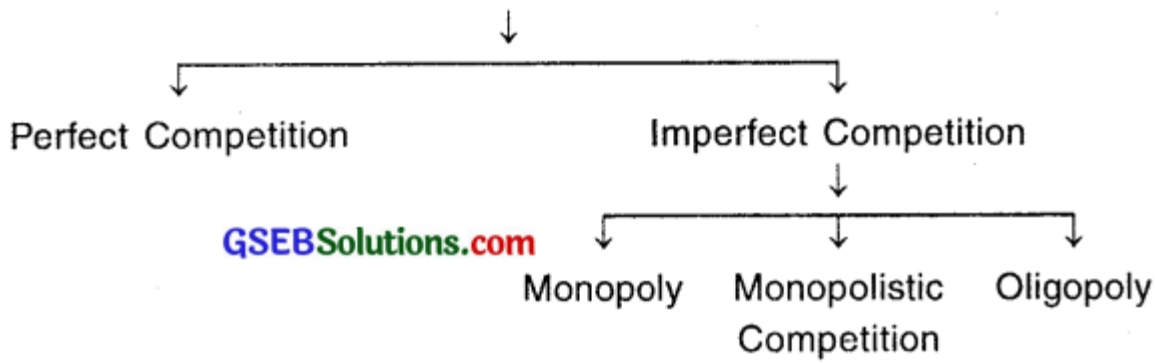 Perfect Competition
Imperfect Competition
GSEBSolutions.com
Monopoly
Monopolistic
Competition
Oligopoly